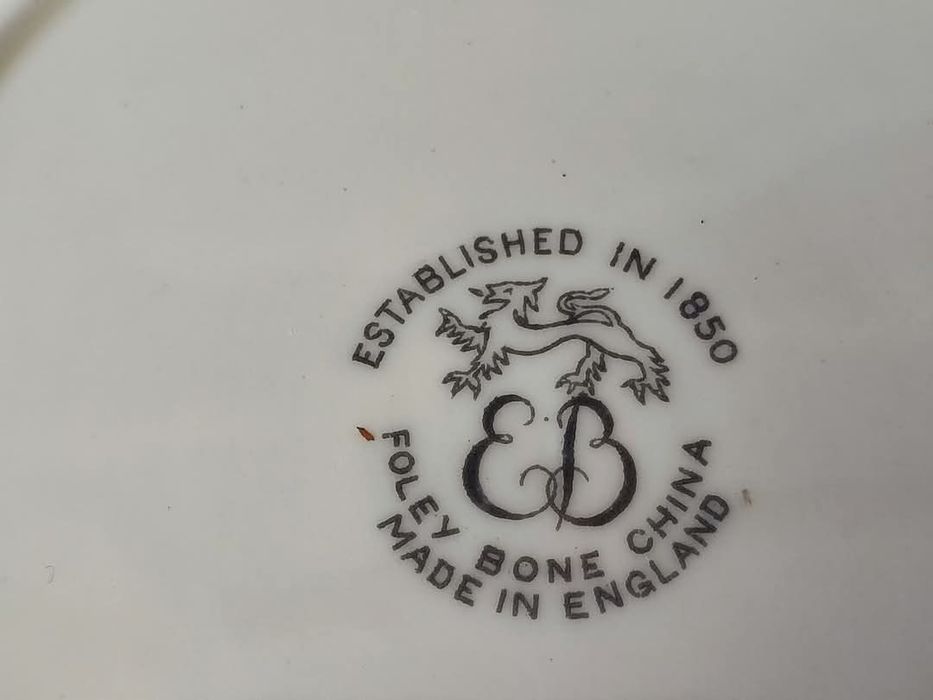 ESTABLISHED IN 1850
EB
FOLEY BONE CHINA
MADE IN ENGLAND